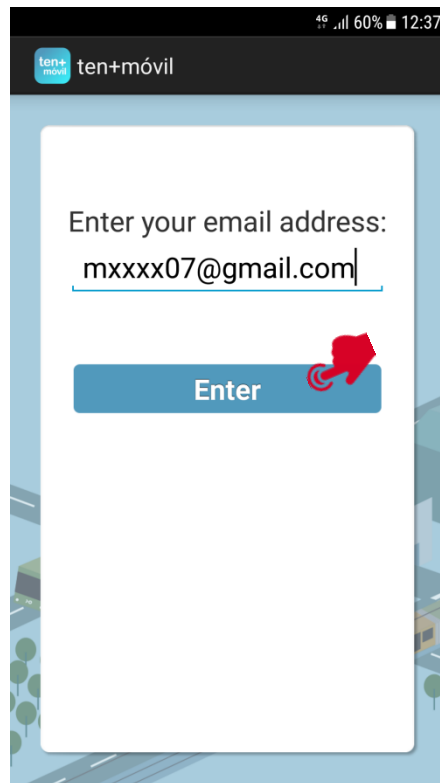 4G 60% 12:37
ten+ móvil ten+móvil
Enter your email address:
mxxxx07@gmail.com
Enter